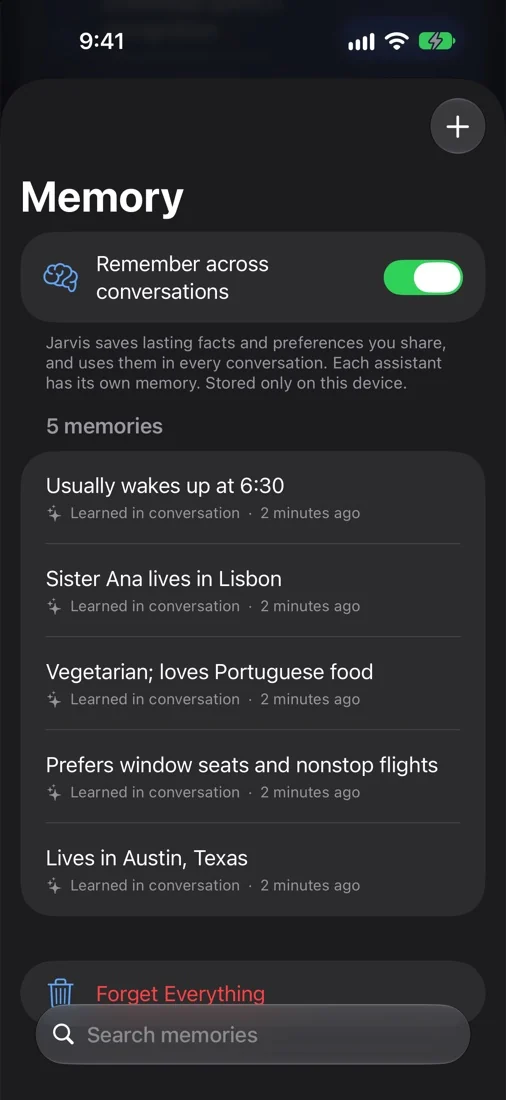 9:41
Memory
Remember across
conversations
Jarvis saves lasting facts and preferences you share,
and uses them in every conversation. Each assistant
has its own memory. Stored only on this device.
5 memories
Usually wakes up at 6:30
Learned in conversation · 2 minutes ago
Sister Ana lives in Lisbon
Learned in conversation · 2 minutes ago
Vegetarian; loves Portuguese food
Learned in conversation · 2 minutes ago
Prefers window seats and nonstop flights
Learned in conversation · 2 minutes ago
Lives in Austin, Texas
Learned in conversation · 2 minutes ago
Forget Everything
Search memories